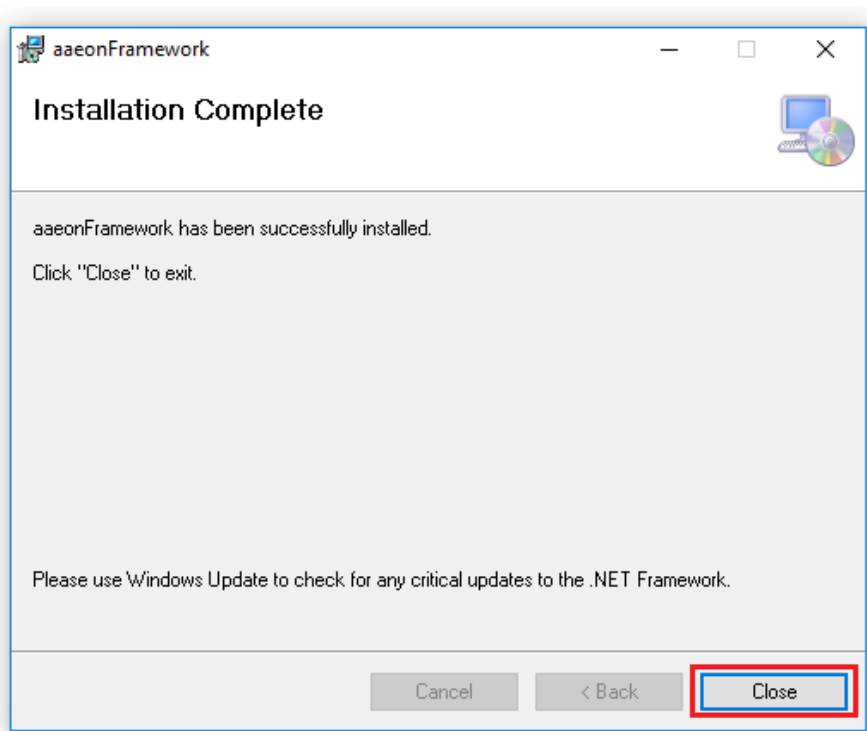 aaeonFramework
Installation Complete
aaeonFramework has been successfully installed.
Click "Close" to exit.
Please use Windows Update to check for any critical updates to the .NET Framework.
Cancel
< Back
Close